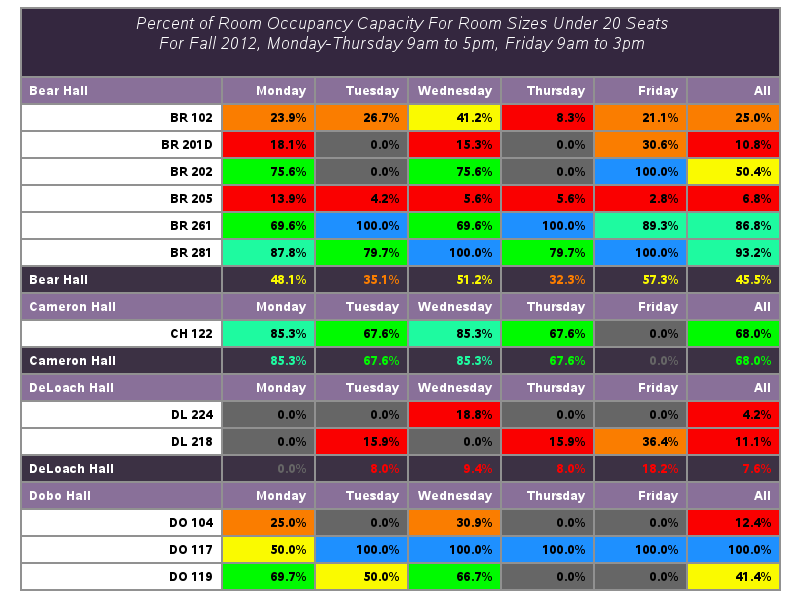 Percent of Room Occupancy Capacity For Room Sizes Under 20 Seats
For Fall 2012, Monday-Thursday 9am to 5pm, Friday 9am to 3pm
Bear Hall Monday Tuesday Wednesday Thursday Friday All
BR 102 23.9% 26.7% 41.2% 8.3% 21.1% 25.0%
BR 201D 18.1% 0.0% 15.3% 0.0% 30.6% 10.8%
BR 202 75.6% 0.0% 75.6% 0.0% 100.0% 50.4%
BR 205 13.9% 4.2% 5.6% 5.6% 2.8% 6.8%
BR 261 69.6% 100.0% 69.6% 100.0% 89.3% 86.8%
BR 281 87.8% 79.7% 100.0% 79.7% 100.0% 93.2%
Bear Hall 48.1% 35.1% 51.2% 32.3% 57.3% 45.5%
Cameron Hall Monday Tuesday Wednesday Thursday Friday All
CH 122 85.3% 67.6% 85.3% 67.6% 0.0% 68.0%
Cameron Hall 85.3% 67.6% 85.3% 67.6% 0.0% 68.0%
DeLoach Hall Monday Tuesday Wednesday Thursday Friday All
DL 224 0.0% 0.0% 18.8% 0.0% 0.0% 4.2%
DL 218 0.0% 15.9% 0.0% 15.9% 36.4% 11.1%
DeLoach Hall 0.0% 8.0% 9.4% 8.0% 18.2% 7.6%
Dobo Hall Monday Tuesday Wednesday Thursday Friday All
DO 104 25.0% 0.0% 30.9% 0.0% 0.0% 12.4%
DO 117 50.0% 100.0% 100.0% 100.0% 100.0% 100.0%
DO 119 69.7% 50.0% 66.7% 0.0% 0.0% 41.4%